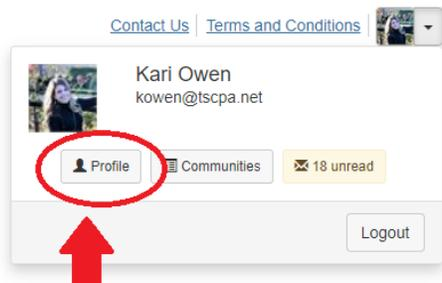 Contact Us Terms and Conditions
Kari Owen
kowen@tscpa.net
Profile Communities 18 unread
Logout